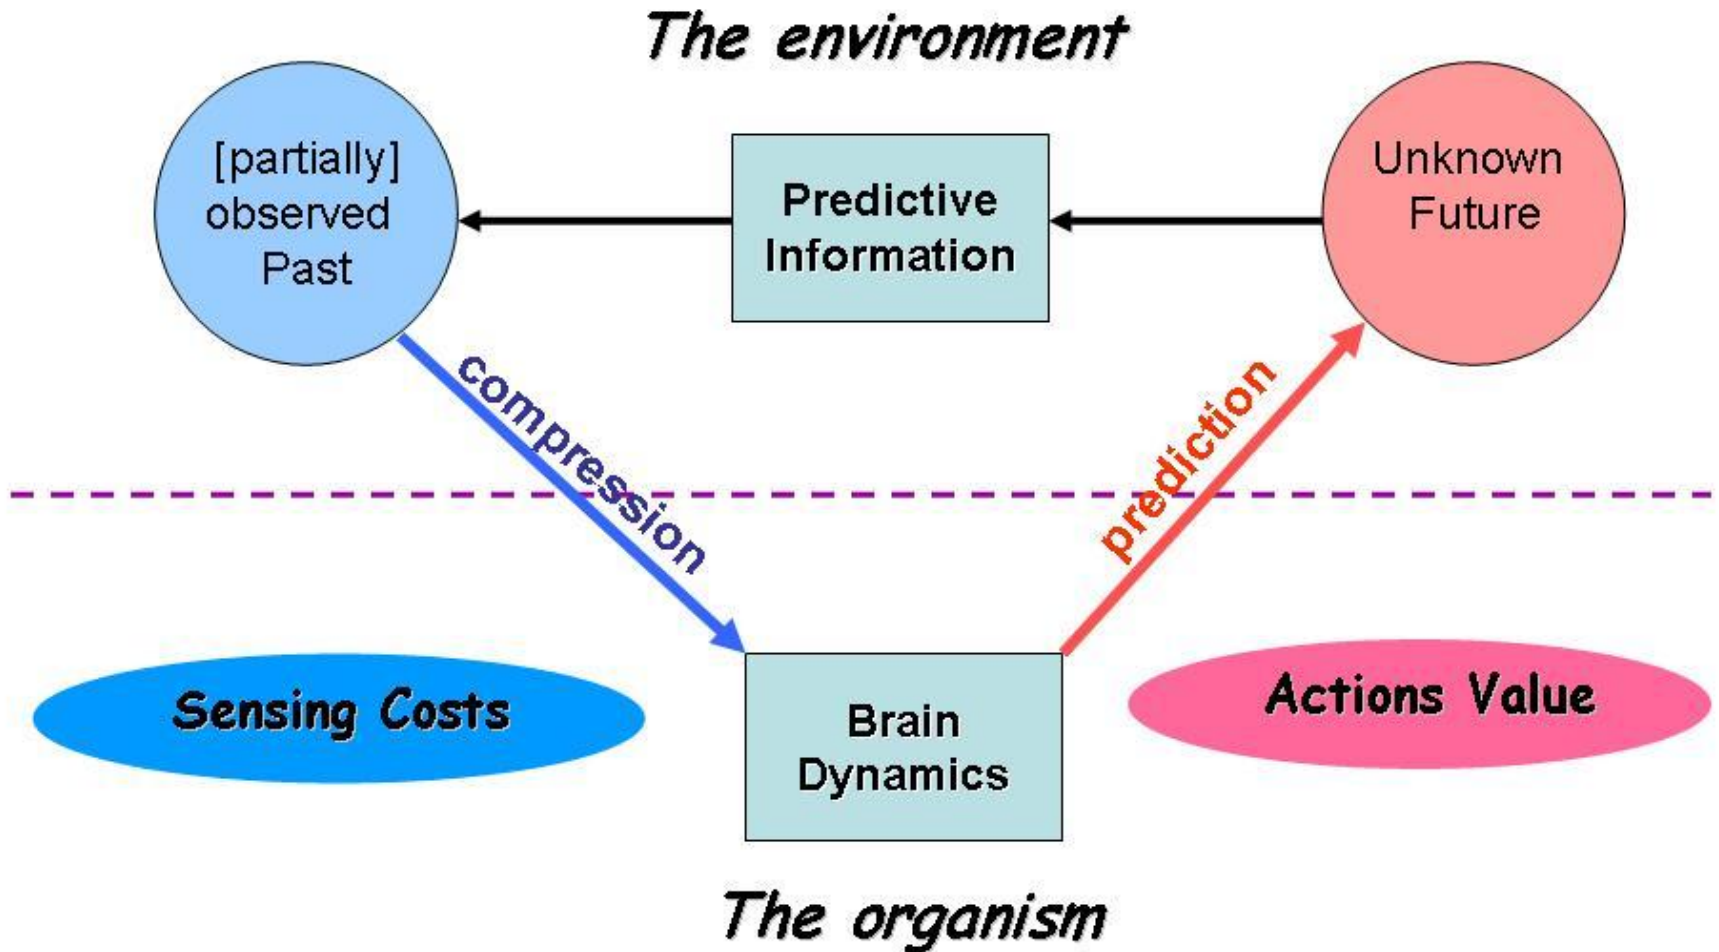 The environment
[partially]
observed
Past
Predictive
Information
Unknown
Future
compression
prediction
Sensing Costs
Brain
Dynamics
Actions Value
The organism